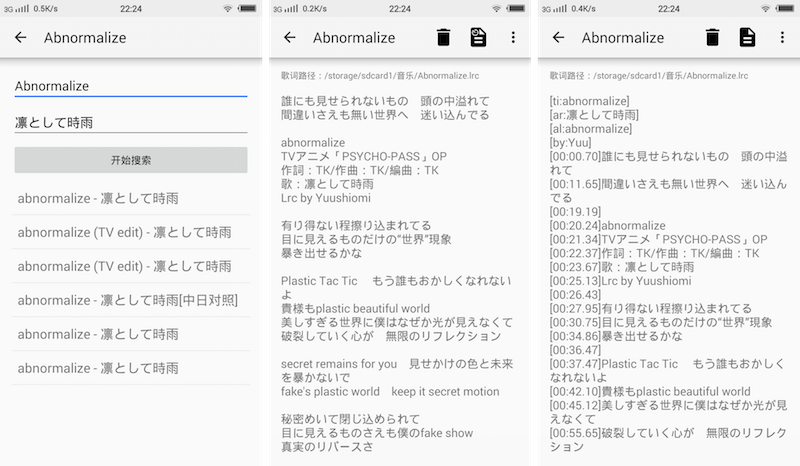 3G 0.5K/s 22:24
Abnormalize
Abnormalize
凛として時雨
开始搜索
abnormalize - 凛として時雨
abnormalize (TV edit) - 凛として時雨
abnormalize (TV edit) - 凛として時雨
abnormalize - 凛として時雨[中日对照]
abnormalize - 凛として時雨
abnormalize - 凛として時雨
3G 0.2K/s 22:24
Abnormalize
歌词路径：/storage/sdcard1/音乐/Abnormalize.lrc
誰にも見せられないもの　頭の中溢れて
間違いさえも無い世界へ　迷い込んでる
abnormalize
TVアニメ「PSYCHO-PASS」OP
作詞：TK/作曲：TK/編曲：TK
歌：凛として時雨
Lrc by Yuushiomi
有り得ない程擦り込まれてる
目に見えるものだけの“世界”現象
暴き出せるかな
Plastic Tac Tic　もう誰もおかしくなれない
よ
貴様もplastic beautiful world
美しすぎる世界に僕はなぜか光が見えなくて
破裂していく心が　無限のリフレクション
secret remains for you　見せかけの色と未来
を暴かないで
fake's plastic world　keep it secret motion
秘密めいて閉じ込められて
目に見えるものさえも僕のfake show
真実のリバースさ
3G 0.4K/s 22:24
Abnormalize
歌词路径：/storage/sdcard1/音乐/Abnormalize.lrc
[ti:abnormalize]
[ar:凛として時雨]
[al:abnormalize]
[by:Yuu]
[00:00.70]誰にも見せられないもの　頭の中溢
れて
[00:11.65]間違いさえも無い世界へ　迷い込ん
でる
[00:19.19]
[00:20.24]abnormalize
[00:21.34]TVアニメ「PSYCHO-PASS」OP
[00:22.37]作詞：TK/作曲：TK/編曲：TK
[00:23.67]歌：凛として時雨
[00:25.13]Lrc by Yuushiomi
[00:26.43]
[00:27.95]有り得ない程擦り込まれてる
[00:30.75]目に見えるものだけの“世界”現象
[00:34.86]暴き出せるかな
[00:36.47]
[00:37.47]Plastic Tac Tic　もう誰もおかしく
なれないよ
[00:42.10]貴様もplastic beautiful world
[00:45.12]美しすぎる世界に僕はなぜか光が見
えなくて
[00:55.65]破裂していく心が　無限のリフレク
ション